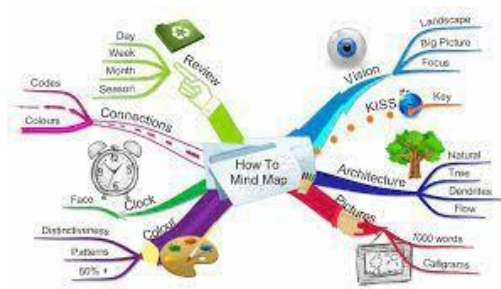 How To
Mind Map
Vision
Landscape
Big Picture
Focus
KISS
Key
Architecture
Natural
Tree
Dendrites
Flow
Pictures
1000 words
Calligrams
Colour
Distinctiveness
Patterns
60% +
Clock
Face
Connections
Codes
Colours
Review
Day
Week
Month
Season